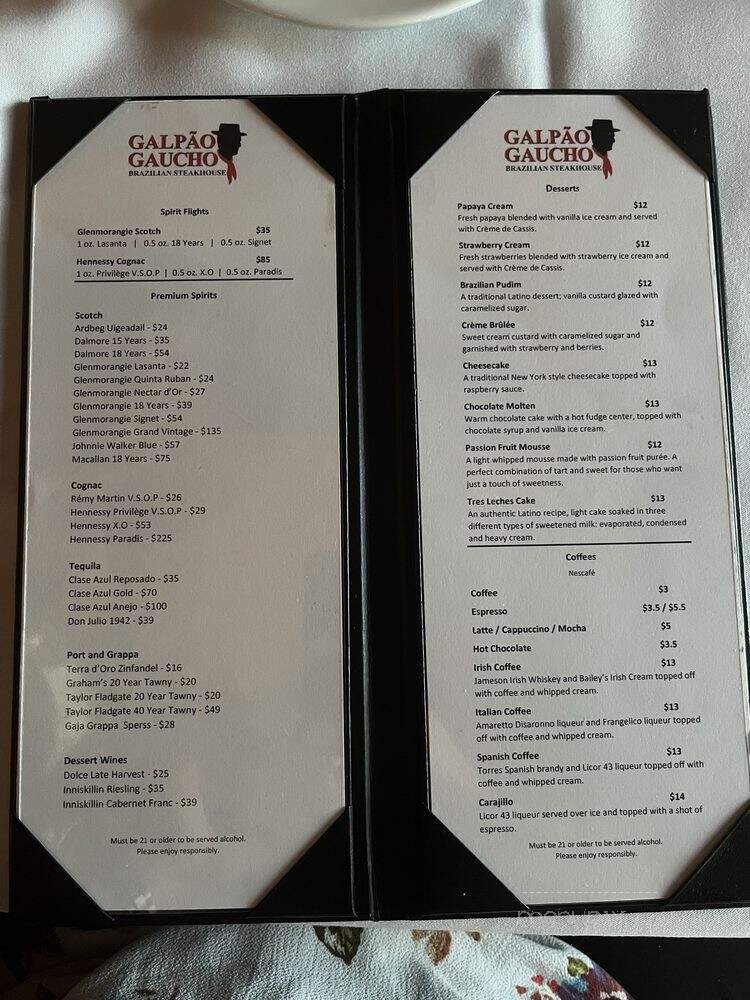 GALPÃO
GAUCHO
BRAZILIAN STEAKHOUSE
Spirit Flights
Glenmorangie Scotch $35
1 oz. Lasanta | 0.5 oz. 18 Years | 0.5 oz. Signet
Hennessy Cognac $85
1 oz. Privilège V.S.O.P | 0.5 oz. X.O | 0.5 oz. Paradis
Premium Spirits
Scotch
Ardbeg Uigeadail - $24
Dalmore 15 Years - $35
Dalmore 18 Years - $54
Glenmorangie Lasanta - $22
Glenmorangie Quinta Ruban - $24
Glenmorangie Nectar d'Or - $27
Glenmorangie 18 Years - $39
Glenmorangie Signet - $54
Glenmorangie Grand Vintage - $135
Johnnie Walker Blue - $57
Macallan 18 Years - $75
Cognac
Rémy Martin V.S.O.P - $26
Hennessy Privilège V.S.O.P - $29
Hennessy X.O - $53
Hennessy Paradis - $225
Tequila
Clase Azul Reposado - $35
Clase Azul Gold - $70
Clase Azul Anejo - $100
Don Julio 1942 - $39
Port and Grappa
Terra d'Oro Zinfandel - $16
Graham's 20 Year Tawny - $20
Taylor Fladgate 20 Year Tawny - $20
Taylor Fladgate 40 Year Tawny - $49
Gaja Grappa Sperss - $28
Dessert Wines
Dolce Late Harvest - $25
Inniskillin Riesling - $35
Inniskillin Cabernet Franc - $39
Must be 21 or older to be served alcohol.
Please enjoy responsibly.
GALPÃO
GAUCHO
BRAZILIAN STEAKHOUSE
Desserts
Papaya Cream $12
Fresh papaya blended with vanilla ice cream and served
with Crème de Cassis.
Strawberry Cream $12
Fresh strawberries blended with strawberry ice cream and
served with Crème de Cassis.
Brazilian Pudim $12
A traditional Latino dessert; vanilla custard glazed with
caramelized sugar.
Crème Brûlée $12
Sweet cream custard with caramelized sugar and
garnished with strawberry and berries.
Cheesecake $13
A traditional New York style cheesecake topped with
raspberry sauce.
Chocolate Molten $13
Warm chocolate cake with a hot fudge center, topped with
chocolate syrup and vanilla ice cream.
Passion Fruit Mousse $12
A light whipped mousse made with passion fruit purée. A
perfect combination of tart and sweet for those who want
just a touch of sweetness.
Tres Leches Cake $13
An authentic Latino recipe, light cake soaked in three
different types of sweetened milk: evaporated, condensed
and heavy cream.
Coffees
Nescafé
Coffee $3
Espresso $3.5 / $5.5
Latte / Cappuccino / Mocha $5
Hot Chocolate $3.5
Irish Coffee $13
Jameson Irish Whiskey and Bailey's Irish Cream topped off
with coffee and whipped cream.
Italian Coffee $13
Amaretto Disaronno liqueur and Frangelico liqueur topped
off with coffee and whipped cream.
Spanish Coffee $13
Torres Spanish brandy and Licor 43 liqueur topped off with
coffee and whipped cream.
Carajillo $14
Licor 43 liqueur served over ice and topped with a shot of
espresso.
Must be 21 or older to be served alcohol.
Please enjoy responsibly.